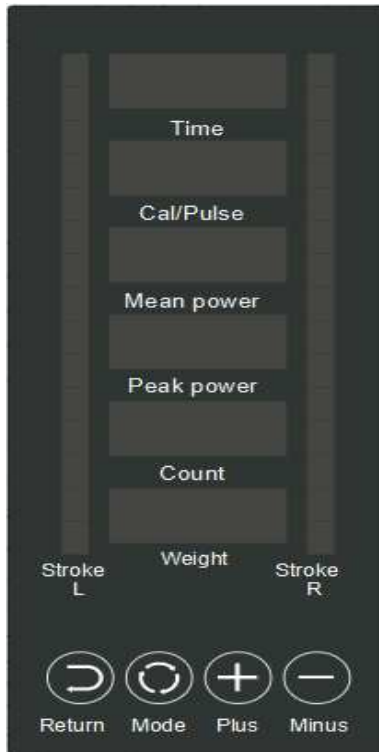 Time
Cal/Pulse
Mean power
Peak power
Count
Weight
Stroke
L
Stroke
R
Return Mode Plus Minus